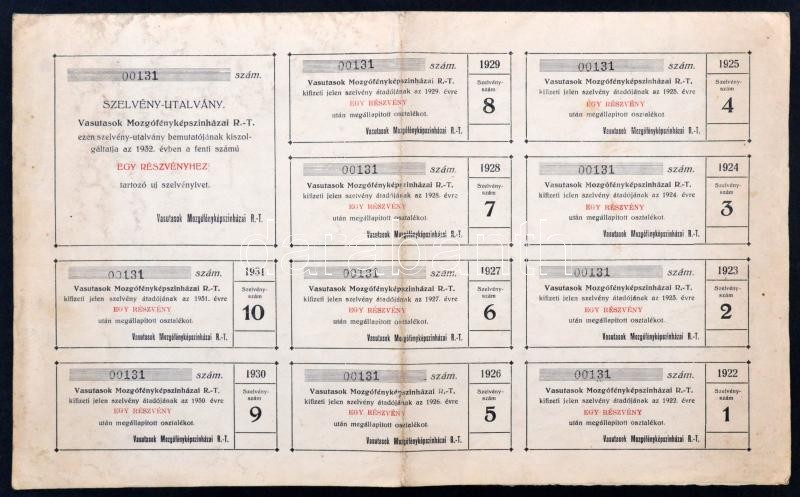 00131 szám.
SZELVÉNY-UTALVÁNY.
Vasutasok Mozgófényképszinházai R.-T.
ezen szelvény-utalvány bemutatójának kiszol-
gáltatja az 1932. évben a fenti számú
EGY RÉSZVÉNYHEZ
tartozó uj szelvényivet.
Vasutasok Mozgófényképszinházai R.-T.
00131 szám.
Vasutasok Mozgófényképszinházai R.-T.
kifizeti jelen szelvény átadójának az 1931. évre
EGY RÉSZVÉNY
után megállapitott osztalékot.
Vasutasok Mozgófényképszinházai R.-T.
1931
Szelvény-
szám
10
00131 szám.
Vasutasok Mozgófényképszinházai R.-T.
kifizeti jelen szelvény átadójának az 1930. évre
EGY RÉSZVÉNY
után megállapitott osztalékot.
Vasutasok Mozgófényképszinházai R.-T.
1930
Szelvény-
szám
9
00131 szám.
Vasutasok Mozgófényképszinházai R.-T.
kifizeti jelen szelvény átadójának az 1929. évre
EGY RÉSZVÉNY
után megállapitott osztalékot.
Vasutasok Mozgófényképszinházai R.-T.
1929
Szelvény-
szám
8
00131 szám.
Vasutasok Mozgófényképszinházai R.-T.
kifizeti jelen szelvény átadójának az 1928. évre
EGY RÉSZVÉNY
után megállapitott osztalékot.
Vasutasok Mozgófényképszinházai R.-T.
1928
Szelvény-
szám
7
00131 szám.
Vasutasok Mozgófényképszinházai R.-T.
kifizeti jelen szelvény átadójának az 1927. évre
EGY RÉSZVÉNY
után megállapitott osztalékot.
Vasutasok Mozgófényképszinházai R.-T.
1927
Szelvény-
szám
6
00131 szám.
Vasutasok Mozgófényképszinházai R.-T.
kifizeti jelen szelvény átadójának az 1926. évre
EGY RÉSZVÉNY
után megállapitott osztalékot.
Vasutasok Mozgófényképszinházai R.-T.
1926
Szelvény-
szám
5
00131 szám.
Vasutasok Mozgófényképszinházai R.-T.
kifizeti jelen szelvény átadójának az 1925. évre
EGY RÉSZVÉNY
után megállapitott osztalékot.
Vasutasok Mozgófényképszinházai R.-T.
1925
Szelvény-
szám
4
00131 szám.
Vasutasok Mozgófényképszinházai R.-T.
kifizeti jelen szelvény átadójának az 1924. évre
EGY RÉSZVÉNY
után megállapitott osztalékot.
Vasutasok Mozgófényképszinházai R.-T.
1924
Szelvény-
szám
3
00131 szám.
Vasutasok Mozgófényképszinházai R.-T.
kifizeti jelen szelvény átadójának az 1923. évre
EGY RÉSZVÉNY
után megállapitott osztalékot.
Vasutasok Mozgófényképszinházai R.-T.
1923
Szelvény-
szám
2
00131 szám.
Vasutasok Mozgófényképszinházai R.-T.
kifizeti jelen szelvény átadójának az 1922. évre
EGY RÉSZVÉNY
után megállapitott osztalékot.
Vasutasok Mozgófényképszinházai R.-T.
1922
Szelvény-
szám
1
darabanth